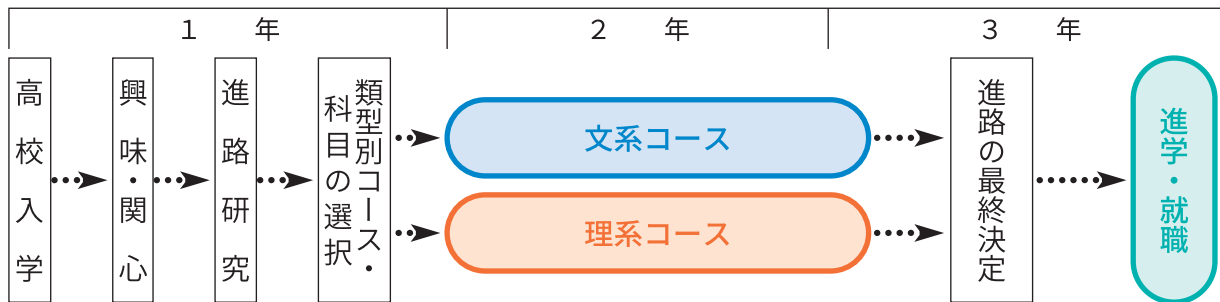 1年
2年
3年
高校入学
興味・関心
進路研究
類型別コース・
科目の選択
文系コース
理系コース
進路の最終決定
進学・就職